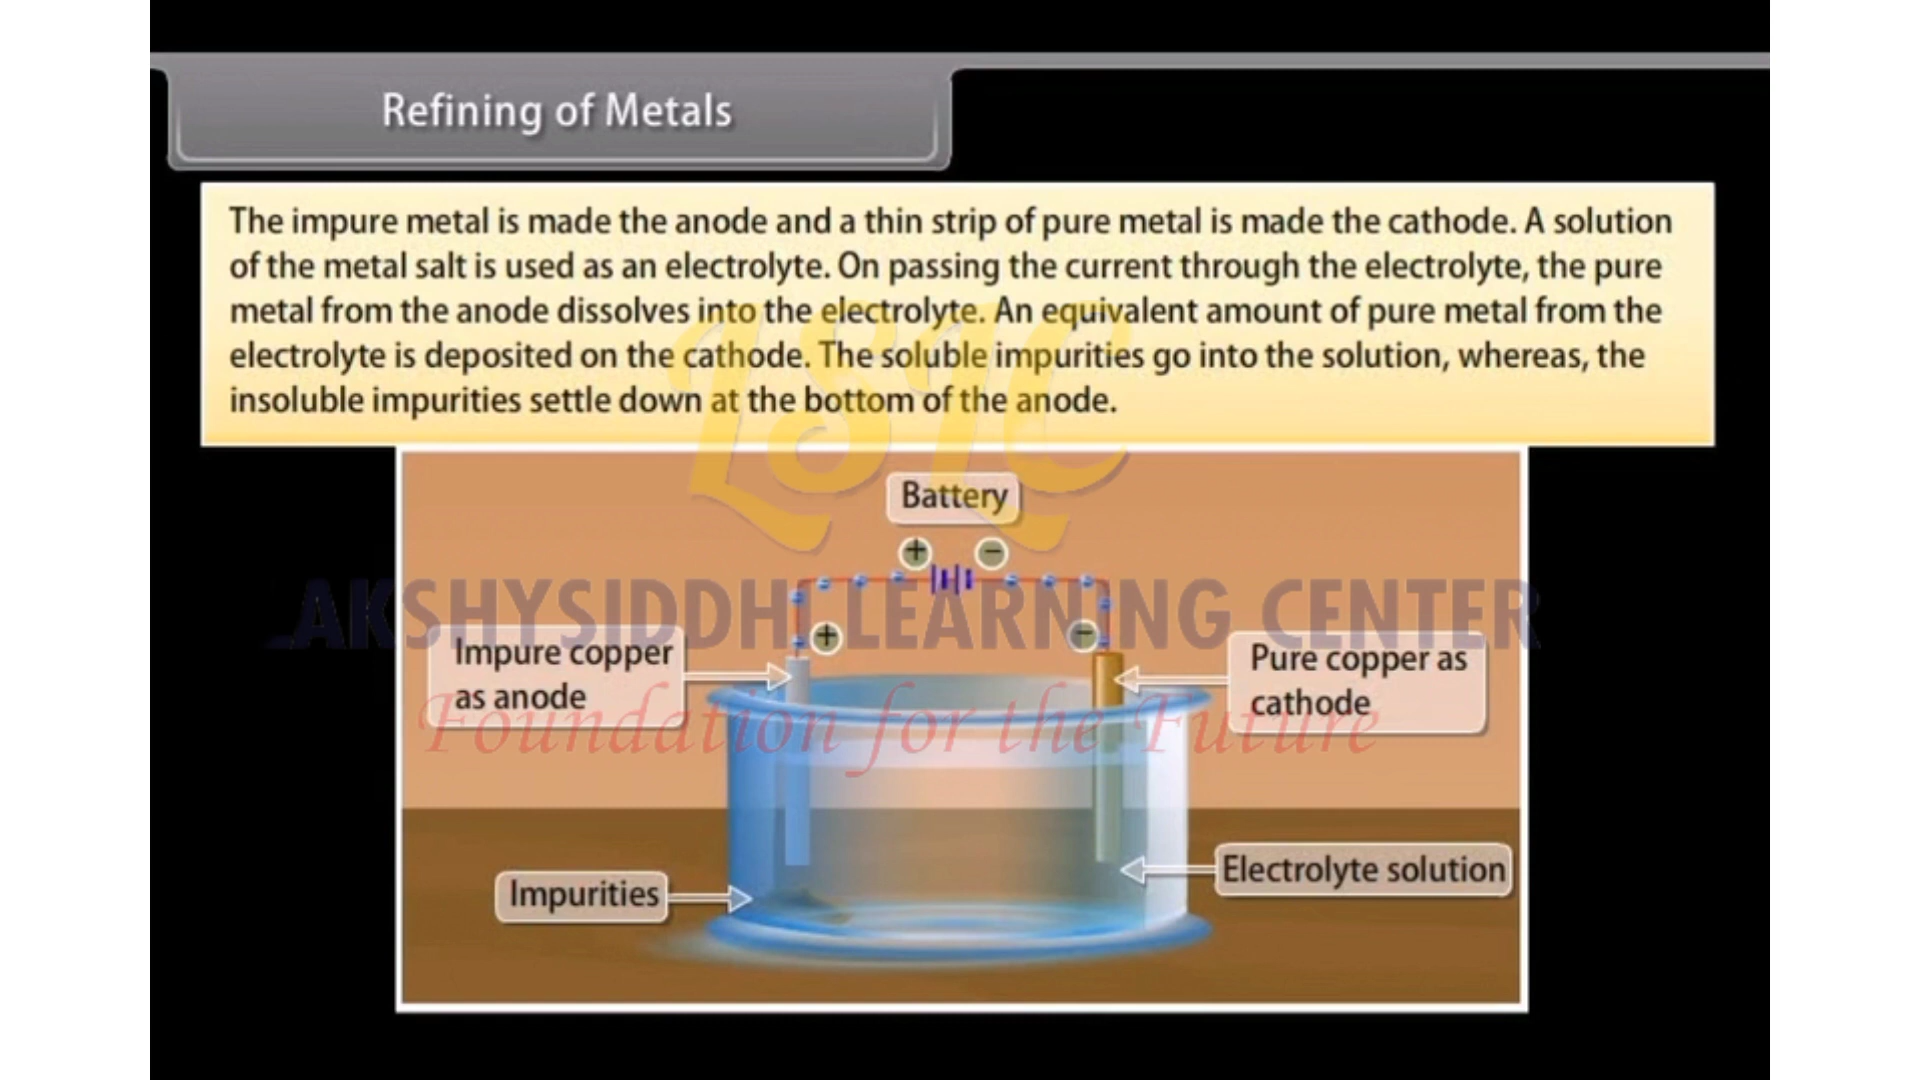 Refining of Metals
The impure metal is made the anode and a thin strip of pure metal is made the cathode. A solution
of the metal salt is used as an electrolyte. On passing the current through the electrolyte, the pure
metal from the anode dissolves into the electrolyte. An equivalent amount of pure metal from the
electrolyte is deposited on the cathode. The soluble impurities go into the solution, whereas, the
insoluble impurities settle down at the bottom of the anode.
LSLC
Battery
+ −
AKSHYSIDDHI LEARNING CENTER
+ −
Impure copper
as anode
Pure copper as
cathode
Foundation for the Future
Electrolyte solution
Impurities